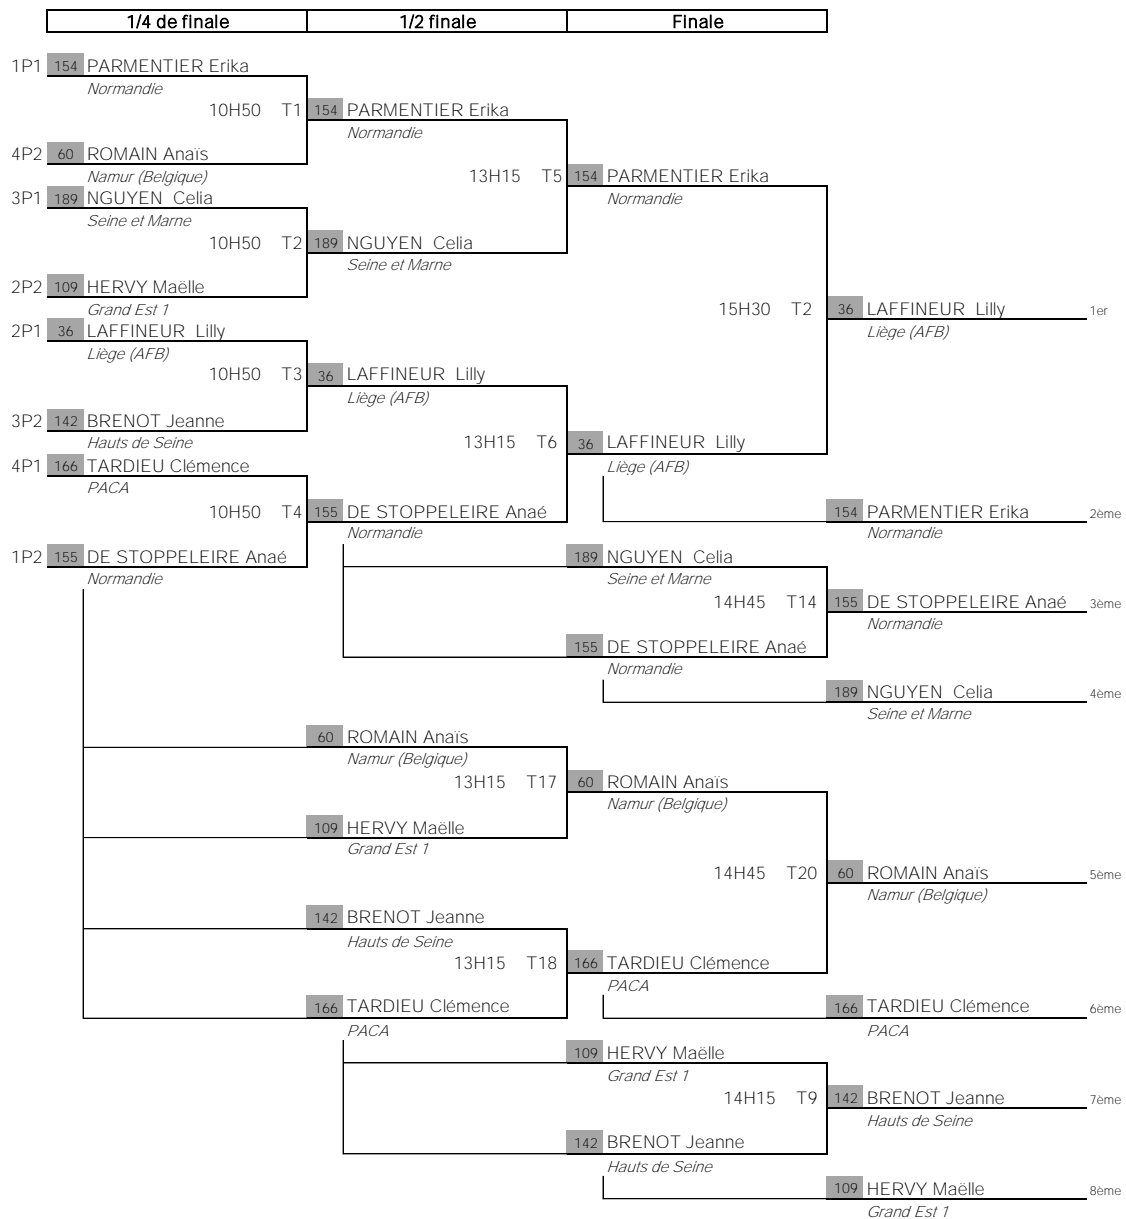 1/4 de finale 1/2 finale Finale
1P1 154 PARMENTIER Erika
Normandie
10H50 T1 154 PARMENTIER Erika
Normandie
4P2 60 ROMAIN Anaïs
Namur (Belgique) 13H15 T5 154 PARMENTIER Erika
3P1 189 NGUYEN Celia Normandie
Seine et Marne
10H50 T2 189 NGUYEN Celia
Seine et Marne
2P2 109 HERVY Maëlle
Grand Est 1 15H30 T2 36 LAFFINEUR Lilly 1er
2P1 36 LAFFINEUR Lilly Liège (AFB)
Liège (AFB)
10H50 T3 36 LAFFINEUR Lilly
Liège (AFB)
3P2 142 BRENOT Jeanne
Hauts de Seine 13H15 T6 36 LAFFINEUR Lilly
4P1 166 TARDIEU Clémence Liège (AFB)
PACA
10H50 T4 155 DE STOPPELEIRE Anaé 154 PARMENTIER Erika 2ème
Normandie Normandie
1P2 155 DE STOPPELEIRE Anaé 189 NGUYEN Celia
Normandie Seine et Marne
14H45 T14 155 DE STOPPELEIRE Anaé 3ème
Normandie
155 DE STOPPELEIRE Anaé
Normandie
189 NGUYEN Celia 4ème
Seine et Marne
60 ROMAIN Anaïs
Namur (Belgique)
13H15 T17 60 ROMAIN Anaïs
Namur (Belgique)
109 HERVY Maëlle
Grand Est 1
14H45 T20 60 ROMAIN Anaïs 5ème
Namur (Belgique)
142 BRENOT Jeanne
Hauts de Seine
13H15 T18 166 TARDIEU Clémence
PACA
166 TARDIEU Clémence 166 TARDIEU Clémence 6ème
PACA PACA
109 HERVY Maëlle
Grand Est 1
14H15 T9 142 BRENOT Jeanne 7ème
Hauts de Seine
142 BRENOT Jeanne
Hauts de Seine
109 HERVY Maëlle 8ème
Grand Est 1